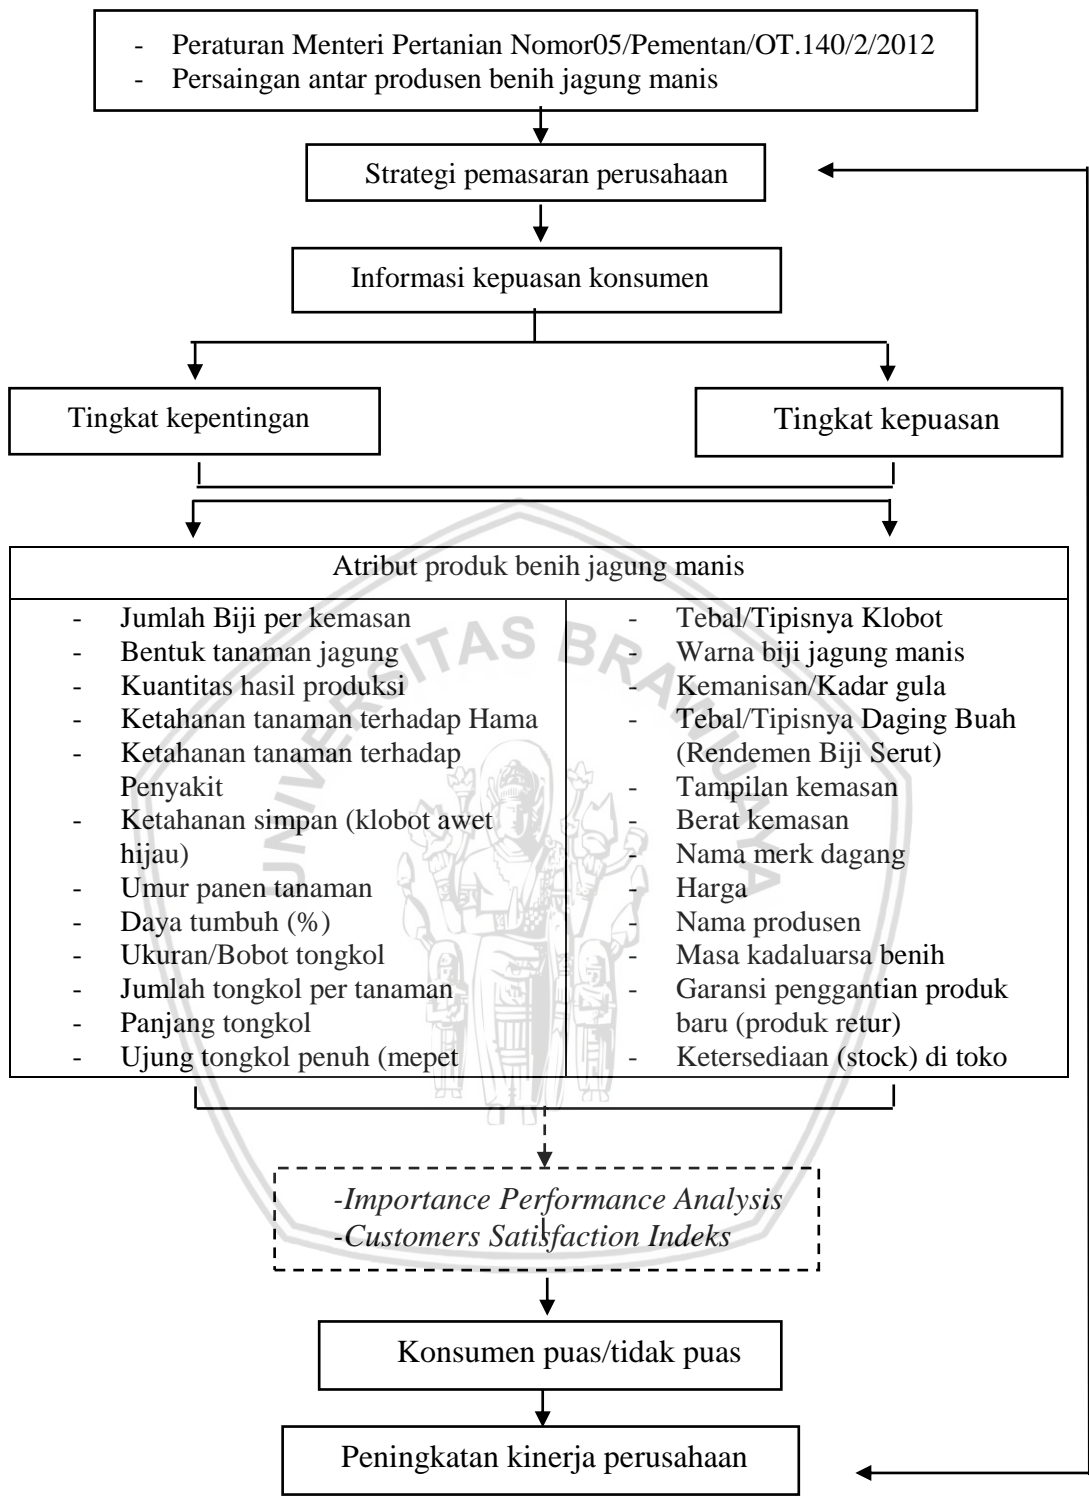 - Peraturan Menteri Pertanian Nomor05/Pementan/OT.140/2/2012
- Persaingan antar produsen benih jagung manis
Strategi pemasaran perusahaan
Informasi kepuasan konsumen
Tingkat kepentingan
Tingkat kepuasan
Atribut produk benih jagung manis
- Jumlah Biji per kemasan
- Bentuk tanaman jagung
- Kuantitas hasil produksi
- Ketahanan tanaman terhadap Hama
- Ketahanan tanaman terhadap
Penyakit
- Ketahanan simpan (klobot awet
hijau)
- Umur panen tanaman
- Daya tumbuh (%)
- Ukuran/Bobot tongkol
- Jumlah tongkol per tanaman
- Panjang tongkol
- Ujung tongkol penuh (mepet
- Tebal/Tipisnya Klobot
- Warna biji jagung manis
- Kemanisan/Kadar gula
- Tebal/Tipisnya Daging Buah
(Rendemen Biji Serut)
- Tampilan kemasan
- Berat kemasan
- Nama merk dagang
- Harga
- Nama produsen
- Masa kadaluarsa benih
- Garansi penggantian produk
baru (produk retur)
- Ketersediaan (stock) di toko
UNIVERSITAS BRAWIJAYA
-Importance Performance Analysis
-Customers Satisfaction Indeks
Konsumen puas/tidak puas
Peningkatan kinerja perusahaan